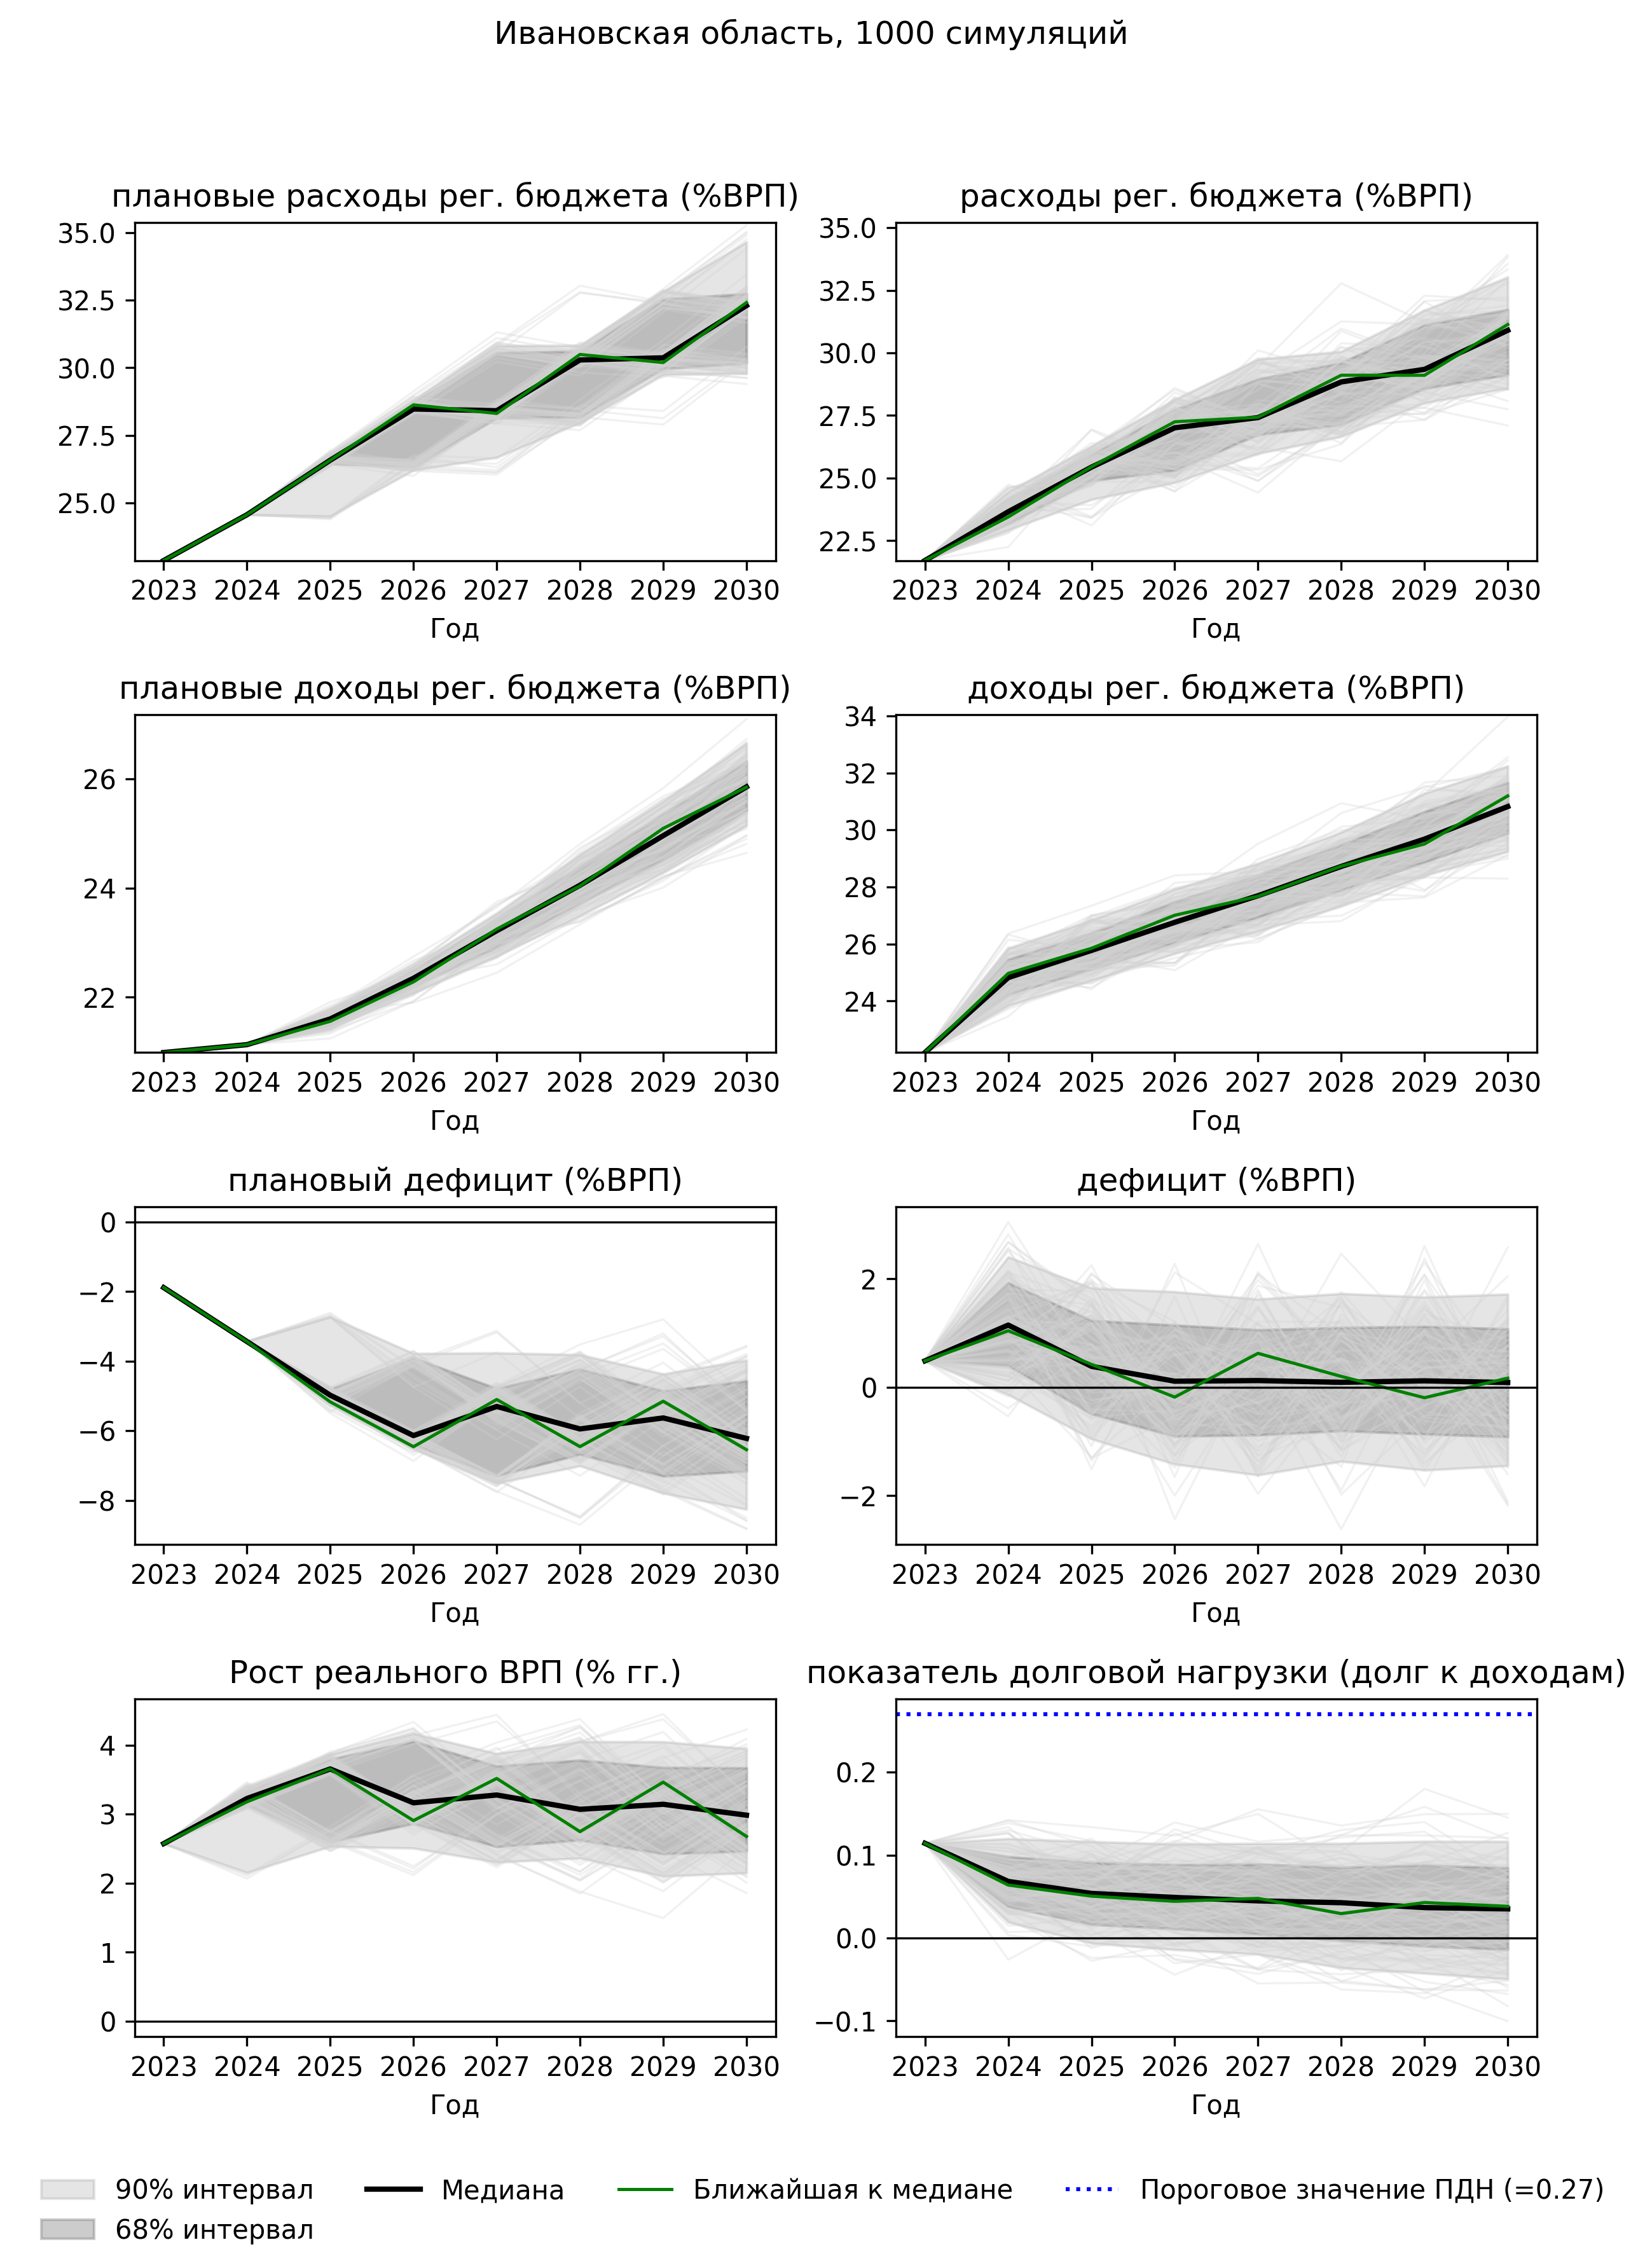 Ивановская область, 1000 симуляций
плановые расходы рег. бюджета (%ВРП)
35.0
32.5
30.0
27.5
25.0
2023 2024 2025 2026 2027 2028 2029 2030
Год
расходы рег. бюджета (%ВРП)
35.0
32.5
30.0
27.5
25.0
22.5
2023 2024 2025 2026 2027 2028 2029 2030
Год
плановые доходы рег. бюджета (%ВРП)
26
24
22
2023 2024 2025 2026 2027 2028 2029 2030
Год
доходы рег. бюджета (%ВРП)
34
32
30
28
26
24
2023 2024 2025 2026 2027 2028 2029 2030
Год
плановый дефицит (%ВРП)
0
−2
−4
−6
−8
2023 2024 2025 2026 2027 2028 2029 2030
Год
дефицит (%ВРП)
2
0
−2
2023 2024 2025 2026 2027 2028 2029 2030
Год
Рост реального ВРП (% гг.)
4
3
2
1
0
2023 2024 2025 2026 2027 2028 2029 2030
Год
показатель долговой нагрузки (долг к доходам)
0.2
0.1
0.0
−0.1
2023 2024 2025 2026 2027 2028 2029 2030
Год
90% интервал
68% интервал
Медиана
Ближайшая к медиане
Пороговое значение ПДН (=0.27)